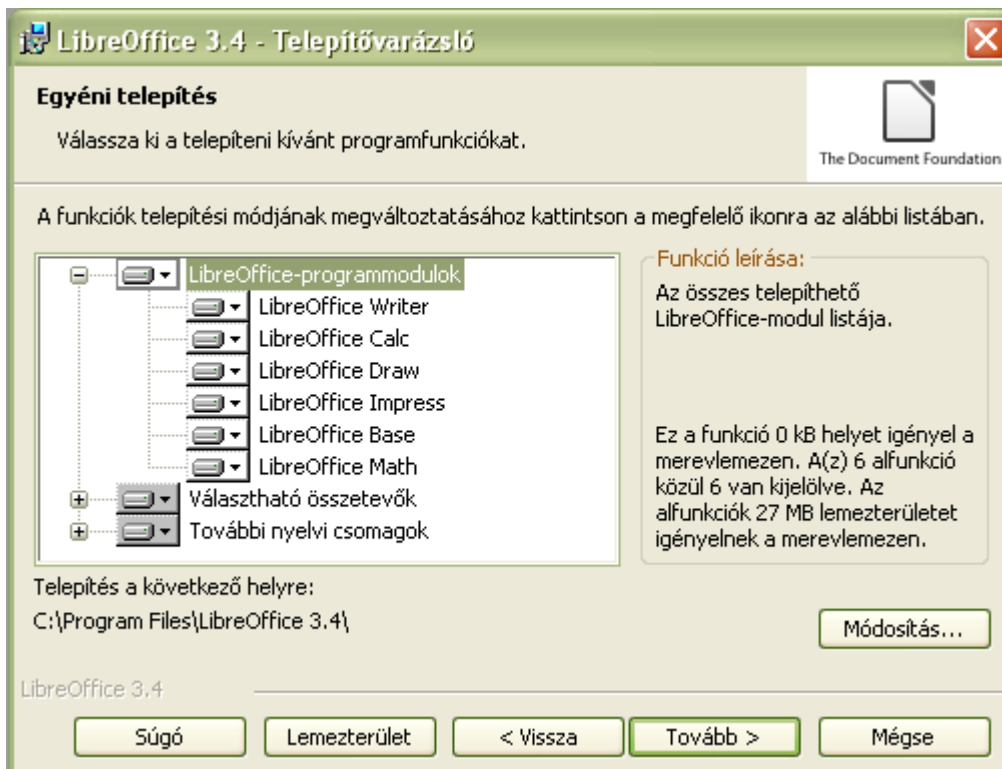 LibreOffice 3.4 - Telepítővarázsló
Egyéni telepítés
Válassza ki a telepíteni kívánt programfunkciókat.
The Document Foundation
A funkciók telepítési módjának megváltoztatásához kattintson a megfelelő ikonra az alábbi listában.
LibreOffice-programmodulok
LibreOffice Writer
LibreOffice Calc
LibreOffice Draw
LibreOffice Impress
LibreOffice Base
LibreOffice Math
Választható összetevők
További nyelvi csomagok
Funkció leírása:
Az összes telepíthető
LibreOffice-modul listája.
Ez a funkció 0 kB helyet igényel a
merevlemezen. A(z) 6 alfunkció
közül 6 van kijelölve. Az
alfunkciók 27 MB lemezterületet
igényelnek a merevlemezen.
Telepítés a következő helyre:
C:\Program Files\LibreOffice 3.4\
Módosítás...
LibreOffice 3.4
Súgó
Lemezterület
< Vissza
Tovább >
Mégse